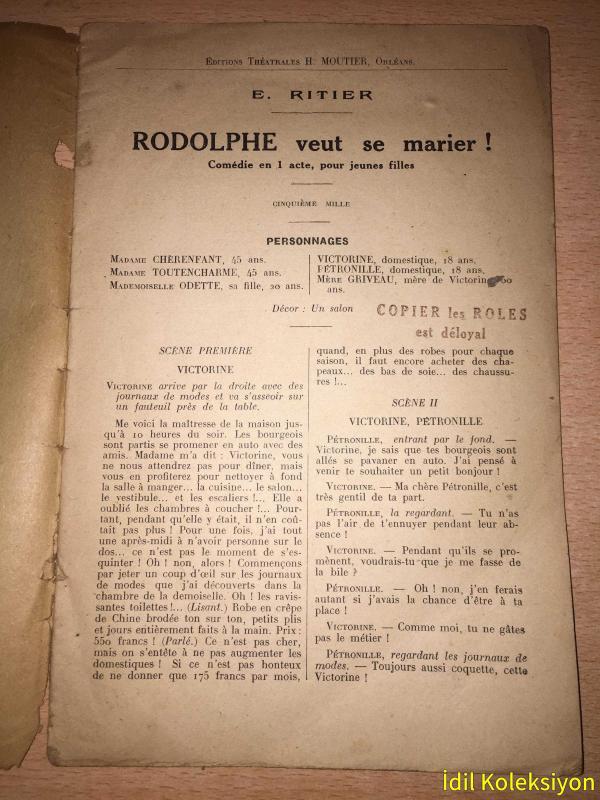 Éditions Théatrales H. MOUTIER, Orléans.
E. RITIER
RODOLPHE veut se marier !
Comédie en 1 acte, pour jeunes filles
CINQUIÈME MILLE
PERSONNAGES
Madame CHÈRENFANT, 45 ans.
Madame TOUTENCHARME, 45 ans.
Mademoiselle ODETTE, sa fille, 20 ans.
VICTORINE, domestique, 18 ans.
PÉTRONILLE, domestique, 18 ans.
Mère GRIVEAU, mère de Victorine, 60
ans.
Décor : Un salon
COPIER les ROLES
est déloyal
SCÈNE PREMIÈRE
VICTORINE
Victorine arrive par la droite avec des
journaux de modes et va s'asseoir sur
un fauteuil près de la table.
Me voici la maîtresse de la maison jus-
qu'à 10 heures du soir. Les bourgeois
sont partis se promener en auto avec des
amis. Madame m'a dit : Victorine, vous
ne nous attendrez pas pour dîner, mais
vous en profiterez pour nettoyer à fond
la salle à manger... la cuisine... le salon...
le vestibule... et les escaliers !... Elle a
oublié les chambres à coucher !... Pour-
tant, pendant qu'elle y était, il n'en coû-
tait pas plus ! Pour une fois, j'ai tout
une après-midi à n'avoir personne sur le
dos... ce n'est pas le moment de s'es-
quinter ! Oh ! non, alors ! Commençons
par jeter un coup d'œil sur les journaux
de modes que j'ai découverts dans la
chambre de la demoiselle. Oh ! les ravis-
santes toilettes !... (Lisant.) Robe en crêpe
de Chine brodée ton sur ton, petits plis
et jours entièrement faits à la main. Prix :
550 francs ! (Parlé.) Ce n'est pas cher,
mais on s'entête à ne pas augmenter les
domestiques ! Si ce n'est pas honteux
de ne donner que 175 francs par mois,
quand, en plus des robes pour chaque
saison, il faut encore acheter des cha-
peaux... des bas de soie... des chaussu-
res !...
SCÈNE II
VICTORINE, PÉTRONILLE
Pétronille, entrant par le fond. —
Victorine, je sais que tes bourgeois sont
allés se pavaner en auto. J'ai pensé à
venir te souhaiter un petit bonjour !
Victorine. — Ma chère Pétronille, c'est
très gentil de ta part.
Pétronille, la regardant. — Tu n'as
pas l'air de t'ennuyer pendant leur ab-
sence !
Victorine. — Pendant qu'ils se pro-
mènent, voudrais-tu que je me fasse de
la bile ?
Pétronille. — Oh ! non, j'en ferais
autant si j'avais la chance d'être à ta
place !
Victorine. — Comme moi, tu ne gâtes
pas le métier !
Pétronille, regardant les journaux de
modes. — Toujours aussi coquette, cette
Victorine !
İdil Koleksiyon